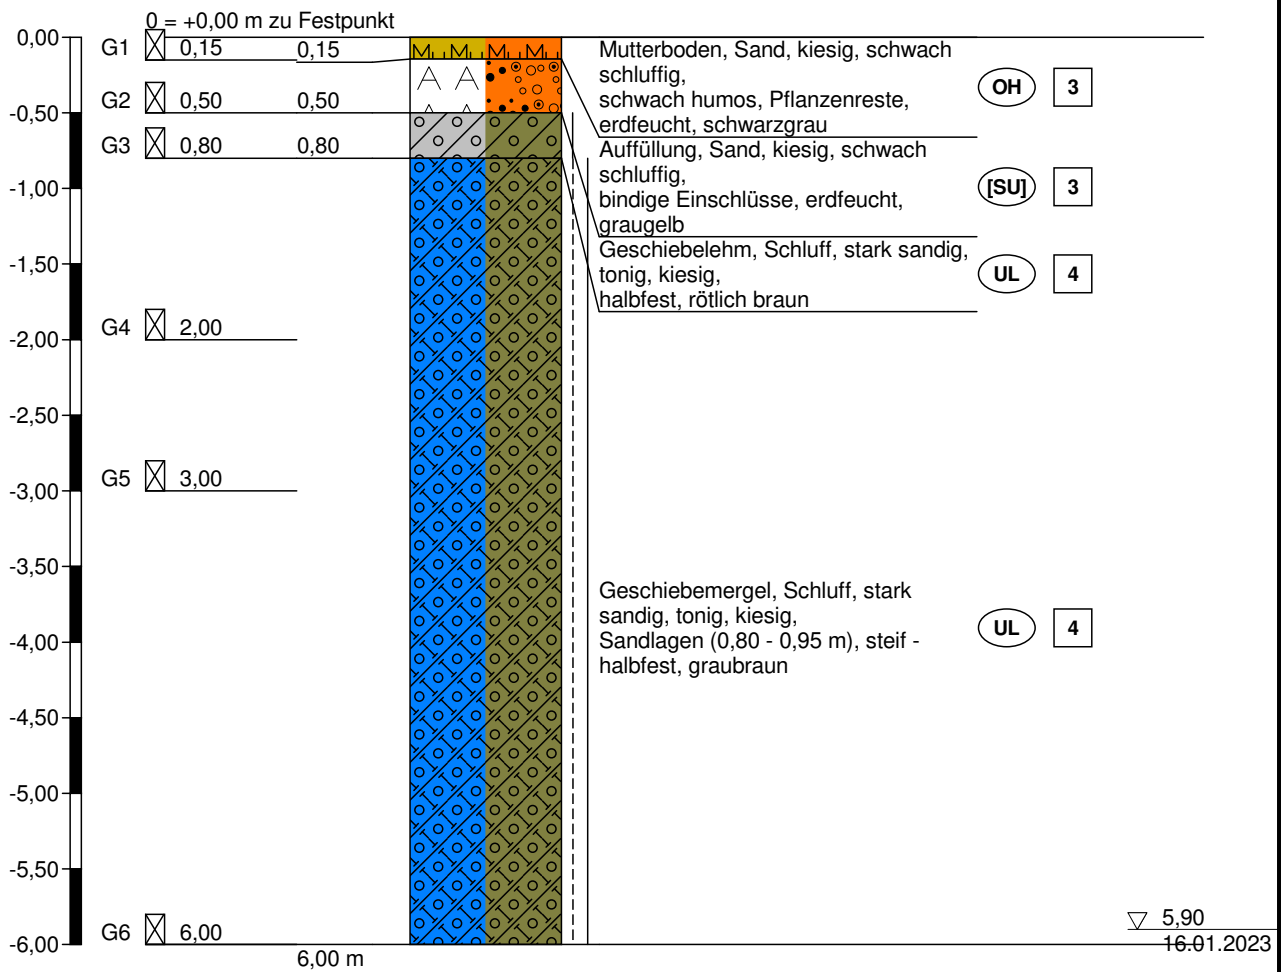 0 = +0,00 m zu Festpunkt
0,00
G1
0,15
0,15
Mutterboden, Sand, kiesig, schwach
schluffig,
schwach humos, Pflanzenreste,
erdfeucht, schwarzgrau
OH
3
G2
0,50
0,50
-0,50
G3
0,80
0,80
Auffüllung, Sand, kiesig, schwach
schluffig,
bindige Einschlüsse, erdfeucht,
graugelb
[SU]
3
-1,00
Geschiebelehm, Schluff, stark sandig,
tonig, kiesig,
halbfest, rötlich braun
UL
4
-1,50
G4
2,00
-2,00
-2,50
G5
3,00
-3,00
-3,50
Geschiebemergel, Schluff, stark
sandig, tonig, kiesig,
Sandlagen (0,80 - 0,95 m), steif -
halbfest, graubraun
UL
4
-4,00
-4,50
-5,00
-5,50
G6
6,00
-6,00
6,00 m
5,90
16.01.2023